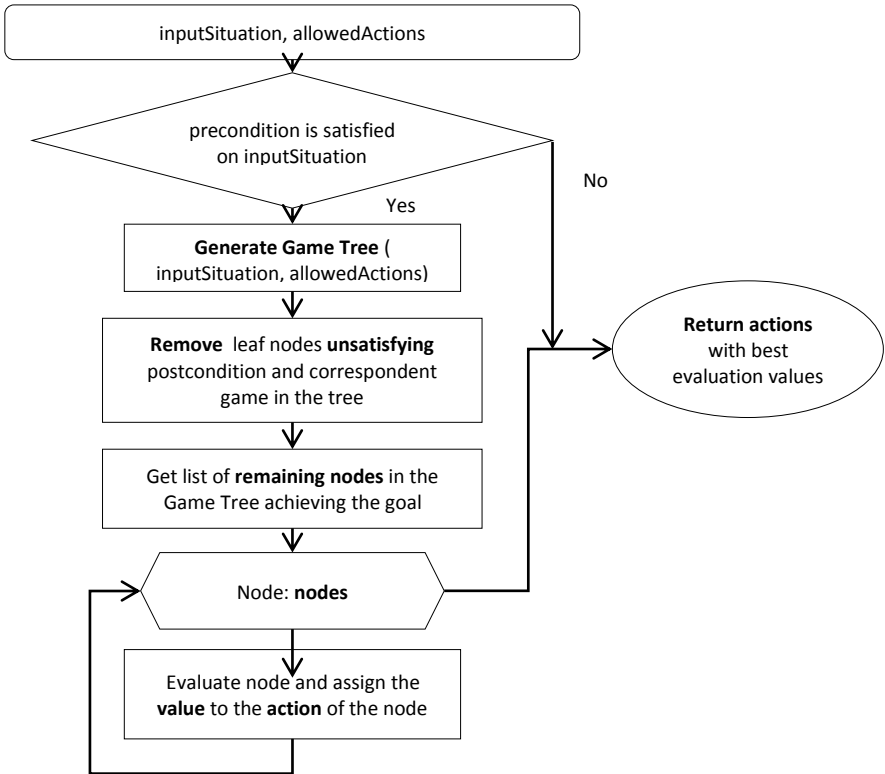 inputSituation, allowedActions
precondition is satisfied
on inputSituation
No
Yes
Generate Game Tree (
inputSituation, allowedActions)
Remove leaf nodes unsatisfying
postcondition and correspondent
game in the tree
Return actions
with best
evaluation values
Get list of remaining nodes in the
Game Tree achieving the goal
Node: nodes
Evaluate node and assign the
value to the action of the node